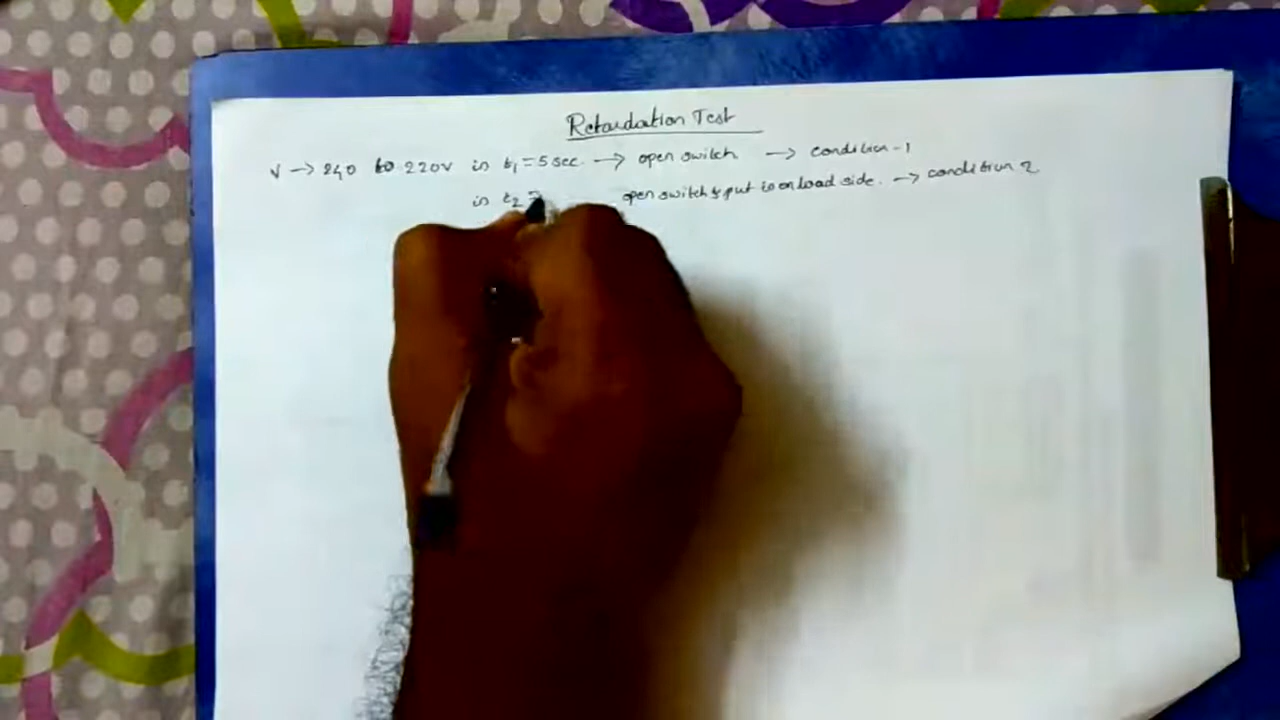 Retardation Test
V → 240 to 220V in t₁ = 5 sec. → open switch → condition - 1
in t₂ = open switch & put to on load side. → condition 2